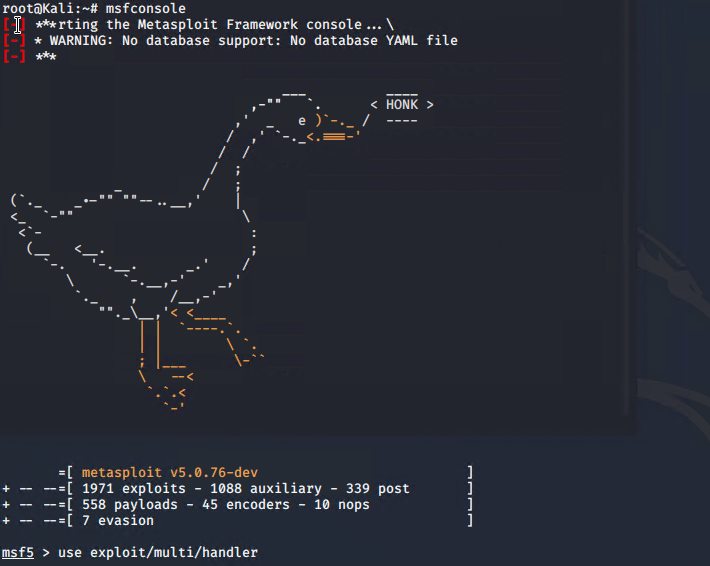 root@Kali:~# msfconsole
[-] ***rting the Metasploit Framework console...\
[-] * WARNING: No database support: No database YAML file
[-] ***
< HONK >
=[ metasploit v5.0.76-dev ]
+ -- --=[ 1971 exploits - 1088 auxiliary - 339 post ]
+ -- --=[ 558 payloads - 45 encoders - 10 nops ]
+ -- --=[ 7 evasion ]
msf5 > use exploit/multi/handler